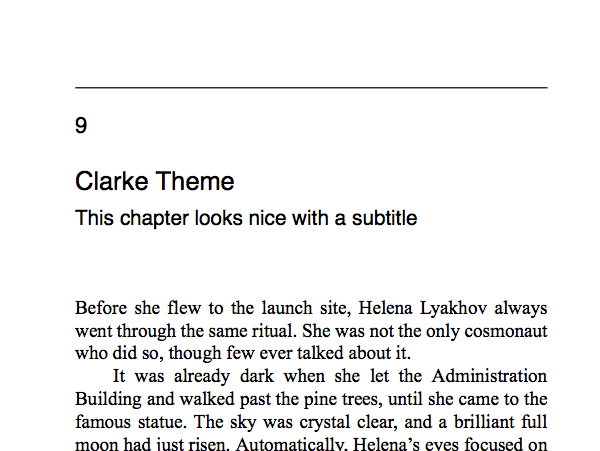 9
Clarke Theme
This chapter looks nice with a subtitle
Before she flew to the launch site, Helena Lyakhov always
went through the same ritual. She was not the only cosmonaut
who did so, though few ever talked about it.
It was already dark when she let the Administration
Building and walked past the pine trees, until she came to the
famous statue. The sky was crystal clear, and a brilliant full
moon had just risen. Automatically, Helena’s eyes focused on